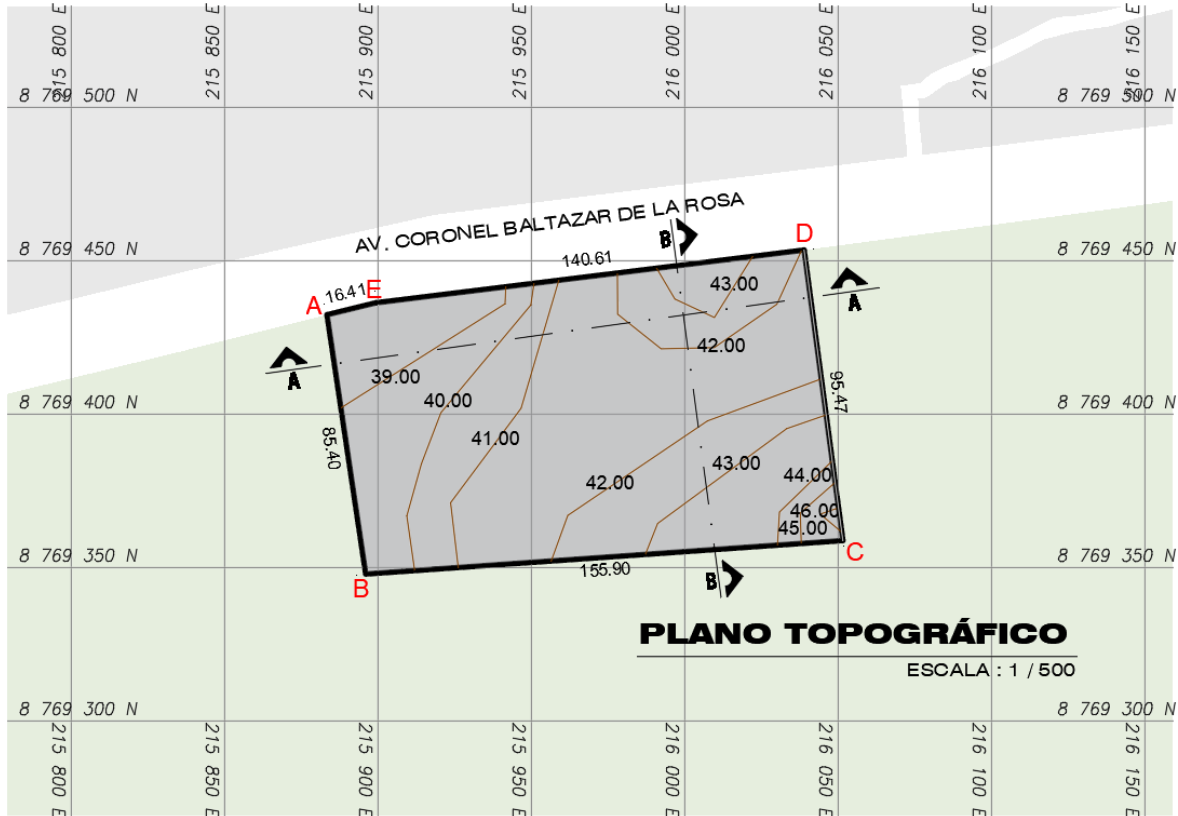 215 800 E
215 850 E
215 900 E
215 950 E
216 000 E
216 050 E
216 100 E
216 150 E
8 769 500 N
8 769 500 N
AV. CORONEL BALTAZAR DE LA ROSA
B
D
8 769 450 N
8 769 450 N
140.61
16.41
E
A
43.00
A
42.00
A
39.00
40.00
8 769 400 N
8 769 400 N
95.47
85.40
41.00
43.00
44.00
42.00
46.00
45.00
C
8 769 350 N
8 769 350 N
155.90
B
B
PLANO TOPOGRÁFICO
ESCALA : 1 / 500
8 769 300 N
8 769 300 N
215 800 E
215 850 E
215 900 E
215 950 E
216 000 E
216 050 E
216 100 E
216 150 E